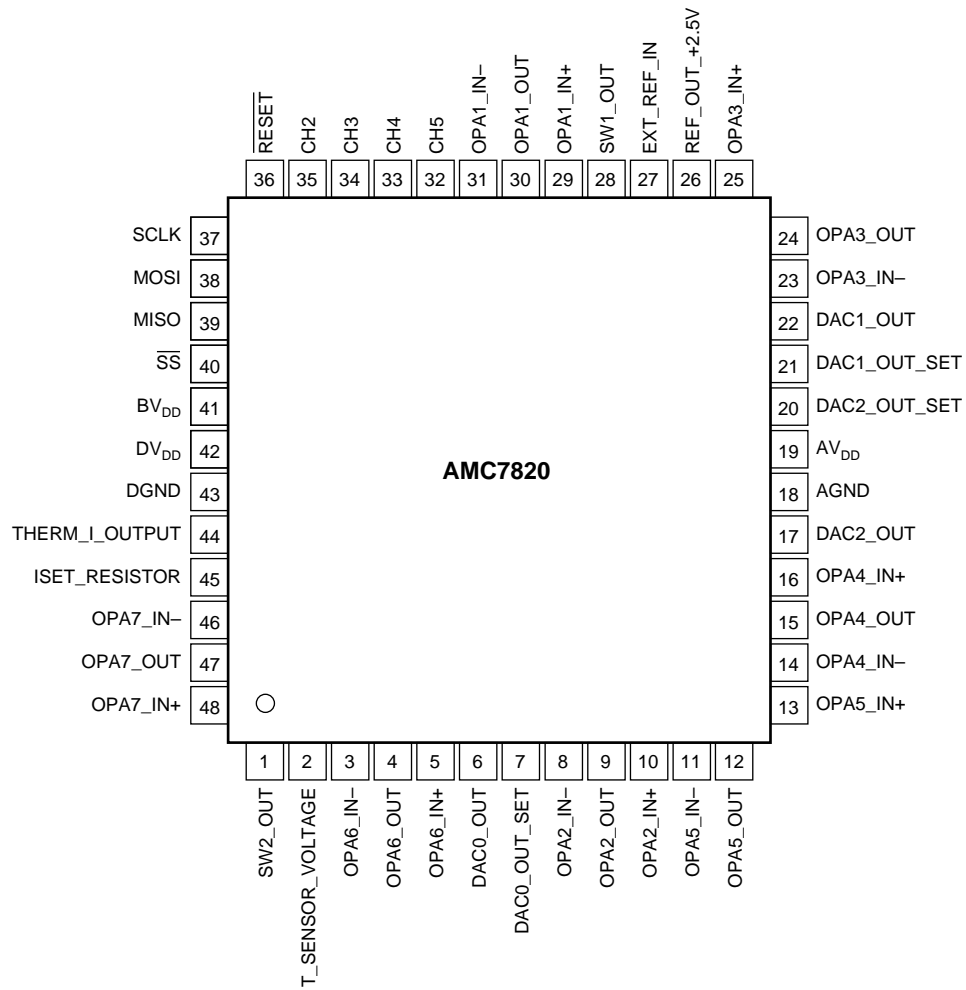 RESET
CH2
CH3
CH4
CH5
OPA1_IN–
OPA1_OUT
OPA1_IN+
SW1_OUT
EXT_REF_IN
REF_OUT_+2.5V
OPA3_IN+
36 35 34 33 32 31 30 29 28 27 26 25
SCLK 37
MOSI 38
MISO 39
SS 40
BVDD 41
DVDD 42
DGND 43
THERM_I_OUTPUT 44
ISET_RESISTOR 45
OPA7_IN– 46
OPA7_OUT 47
OPA7_IN+ 48
AMC7820
24 OPA3_OUT
23 OPA3_IN–
22 DAC1_OUT
21 DAC1_OUT_SET
20 DAC2_OUT_SET
19 AVDD
18 AGND
17 DAC2_OUT
16 OPA4_IN+
15 OPA4_OUT
14 OPA4_IN–
13 OPA5_IN+
1 2 3 4 5 6 7 8 9 10 11 12
SW2_OUT
T_SENSOR_VOLTAGE
OPA6_IN–
OPA6_OUT
OPA6_IN+
DAC0_OUT
DAC0_OUT_SET
OPA2_IN–
OPA2_OUT
OPA2_IN+
OPA5_IN–
OPA5_OUT